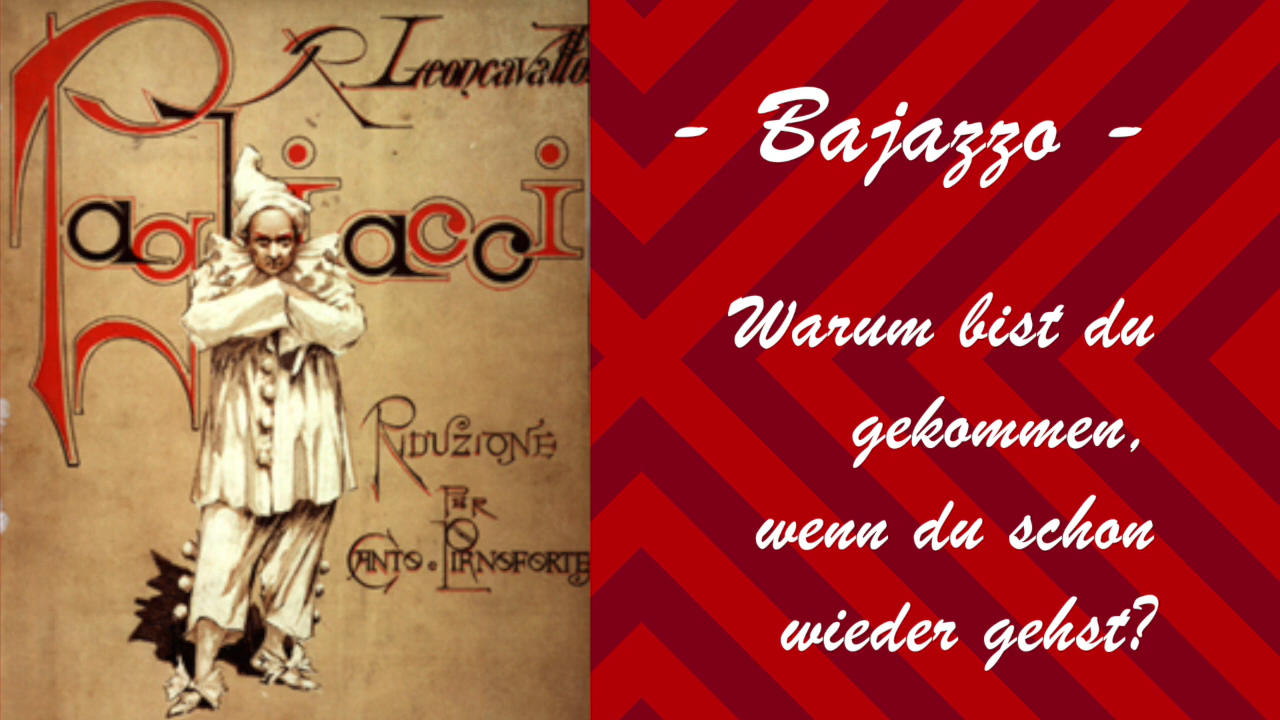 R. Leoncavallo
Pagliacci
RIDUZIONE
PER
CANTO e PIANOFORTE
- Bajazzo -
Warum bist du
gekommen,
wenn du schon
wieder gehst?